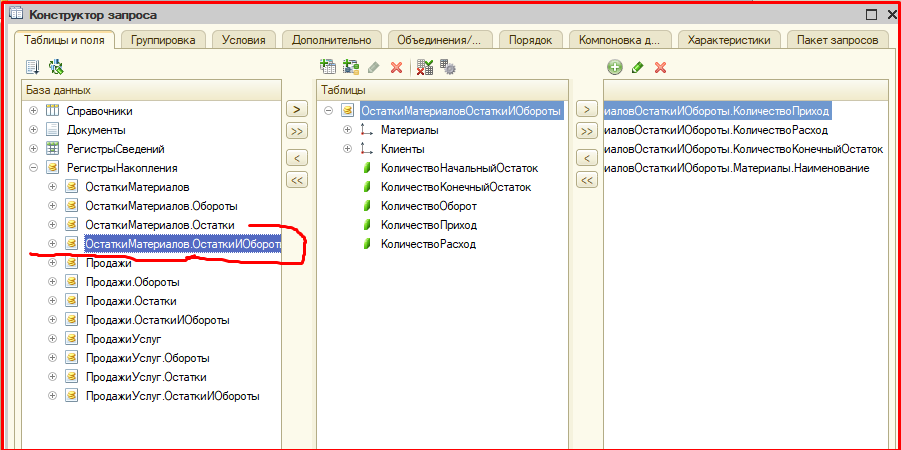 Конструктор запроса
Таблицы и поля
Группировка
Условия
Дополнительно
Объединения/...
Порядок
Компоновка д...
Характеристики
Пакет запросов
База данных
Справочники
Документы
РегистрыСведений
РегистрыНакопления
ОстаткиМатериалов
ОстаткиМатериалов.Обороты
ОстаткиМатериалов.Остатки
ОстаткиМатериалов.ОстаткиИОборот
Продажи
Продажи.Обороты
Продажи.Остатки
Продажи.ОстаткиИОбороты
ПродажиУслуг
ПродажиУслуг.Обороты
ПродажиУслуг.Остатки
ПродажиУслуг.ОстаткиИОбороты
>
>>
<
<<
Таблицы
ОстаткиМатериаловОстаткиИОбороты
Материалы
Клиенты
КоличествоНачальныйОстаток
КоличествоКонечныйОстаток
КоличествоОборот
КоличествоПриход
КоличествоРасход
>
>>
<
<<
иаловОстаткиИОбороты.КоличествоПриход
иаловОстаткиИОбороты.КоличествоРасход
иаловОстаткиИОбороты.КоличествоКонечныйОстаток
иаловОстаткиИОбороты.Материалы.Наименование